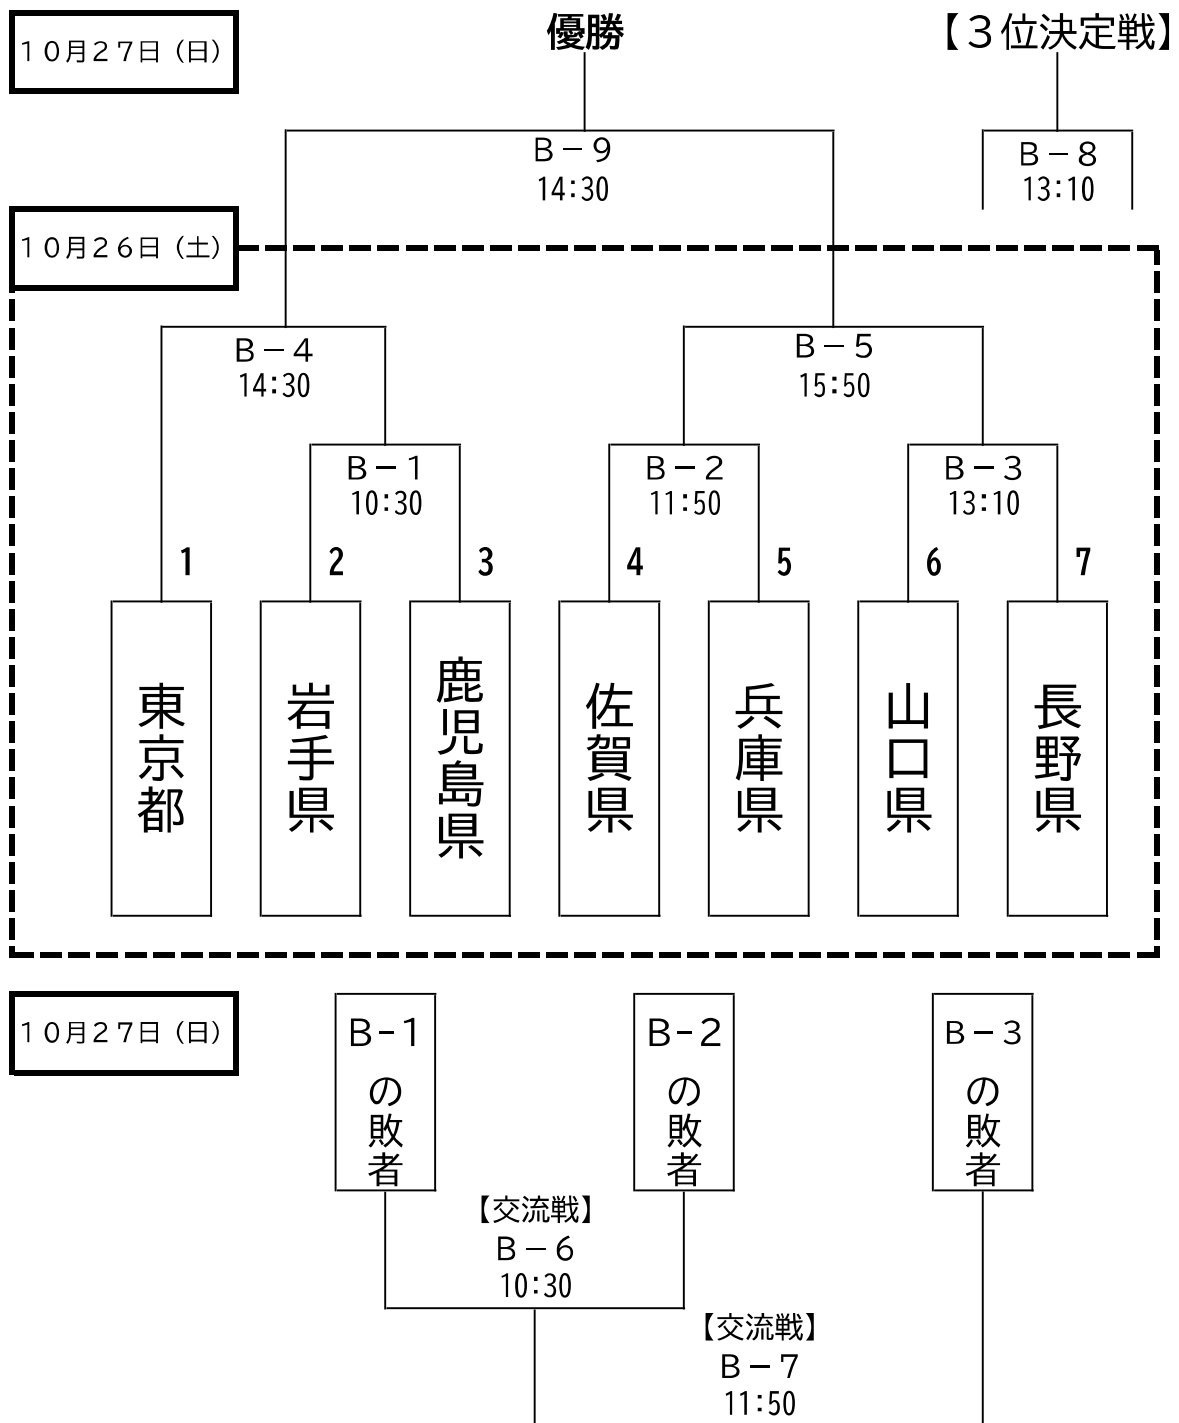 １０月２７日（日）
優勝
【３位決定戦】
Ｂ－９
14:30
Ｂ－８
13:10
１０月２６日（土）
Ｂ－４
14:30
Ｂ－５
15:50
Ｂ－１
10:30
Ｂ－２
11:50
Ｂ－３
13:10
1
2
3
4
5
6
7
東京都
岩手県
鹿児島県
佐賀県
兵庫県
山口県
長野県
１０月２７日（日）
B-1
の敗者
B-2
の敗者
Ｂ－３
の敗者
【交流戦】
Ｂ－６
10:30
【交流戦】
Ｂ－７
11:50